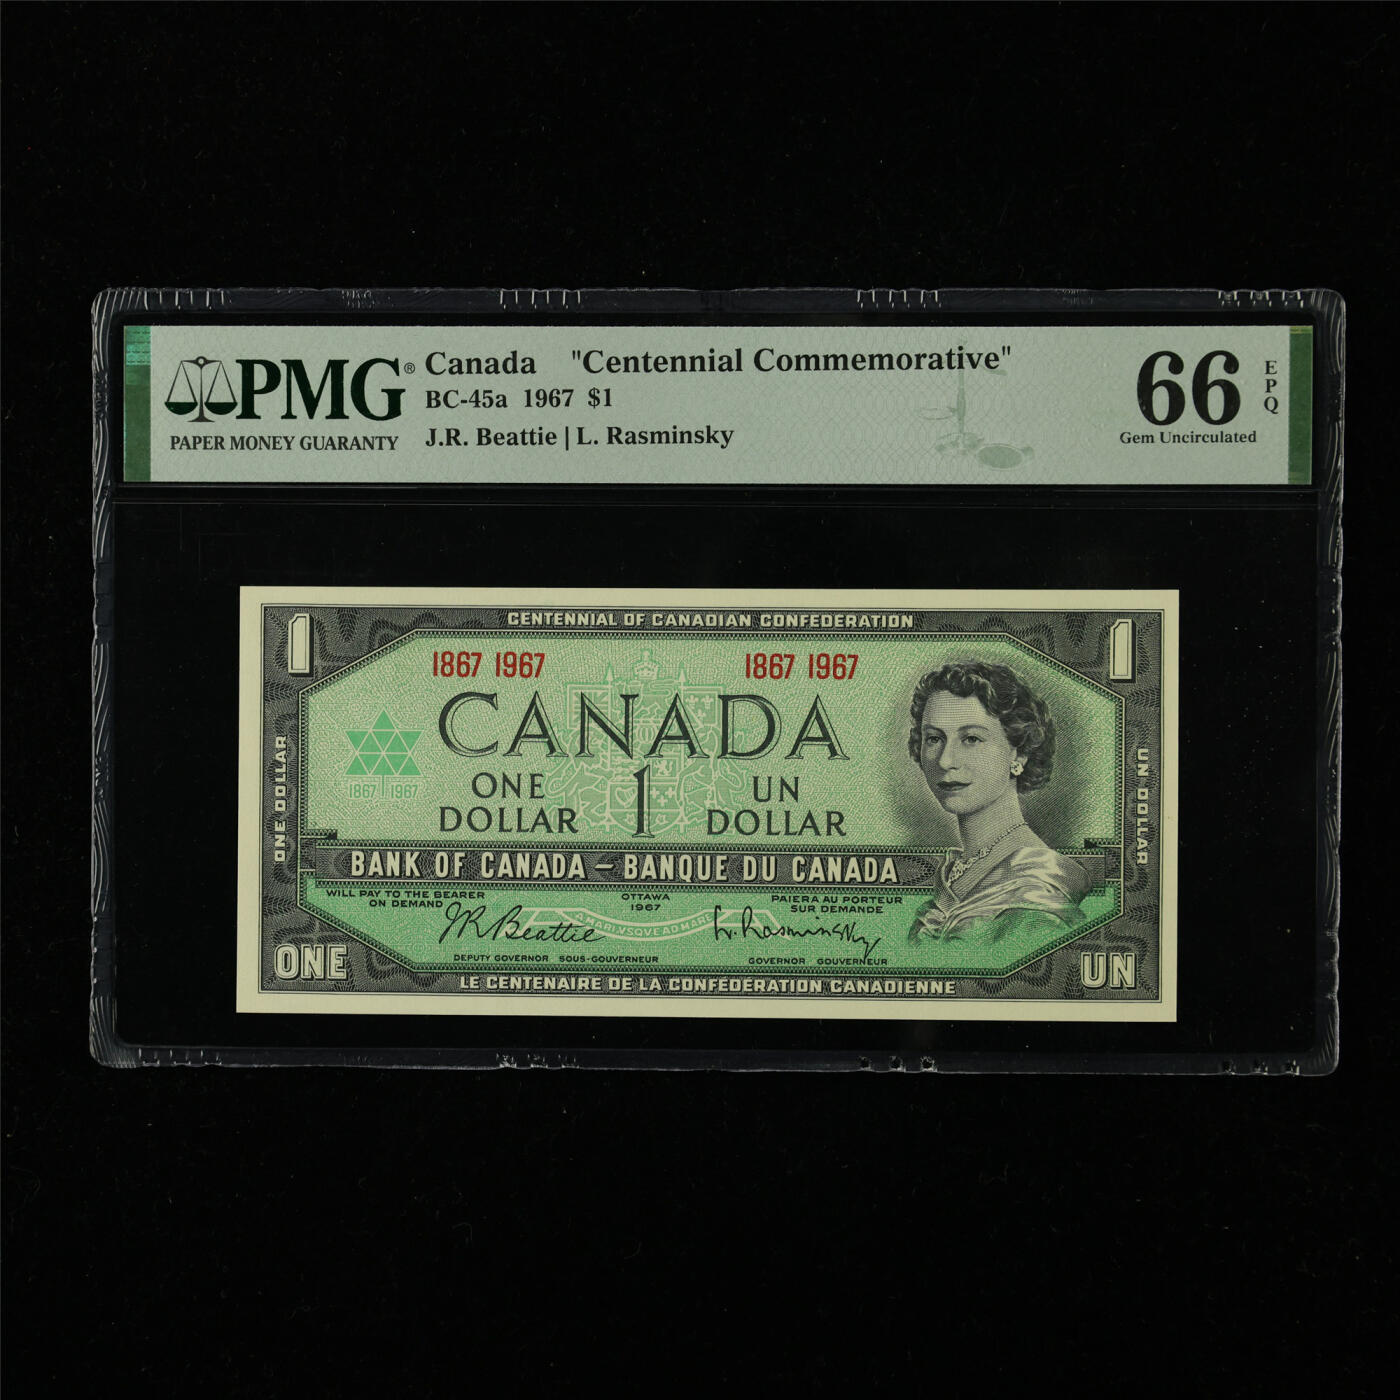 PMG® Canada "Centennial Commemorative" 66 EPQ
BC-45a 1967 $1
PAPER MONEY GUARANTY J.R. Beattie | L. Rasminsky Gem Uncirculated
CENTENNIAL OF CANADIAN CONFEDERATION
1 1
1867 1967 1867 1967
CANADA
1867 1967
ONE DOLLAR 1 UN DOLLAR
ONE DOLLAR
UN DOLLAR
BANK OF CANADA – BANQUE DU CANADA
WILL PAY TO THE BEARER ON DEMAND
OTTAWA 1967
PAIERA AU PORTEUR SUR DEMANDE
A MARI VSQVE AD MARE
J R Beattie L. Rasminsky
DEPUTY GOVERNOR SOUS-GOUVERNEUR GOVERNOR GOUVERNEUR
ONE UN
LE CENTENAIRE DE LA CONFÉDÉRATION CANADIENNE